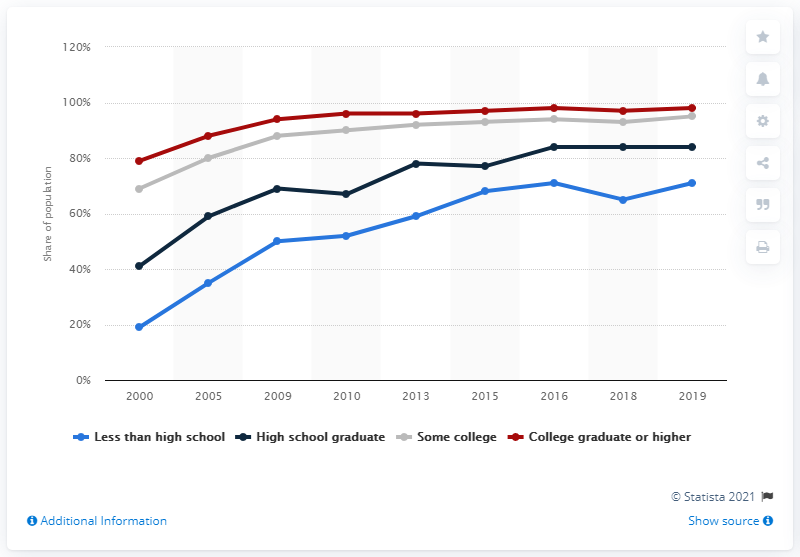 120%
100%
80%
60%
40%
20%
0%
Share of population
2000 2005 2009 2010 2013 2015 2016 2018 2019
Less than high school High school graduate Some college College graduate or higher
© Statista 2021
Additional Information Show source